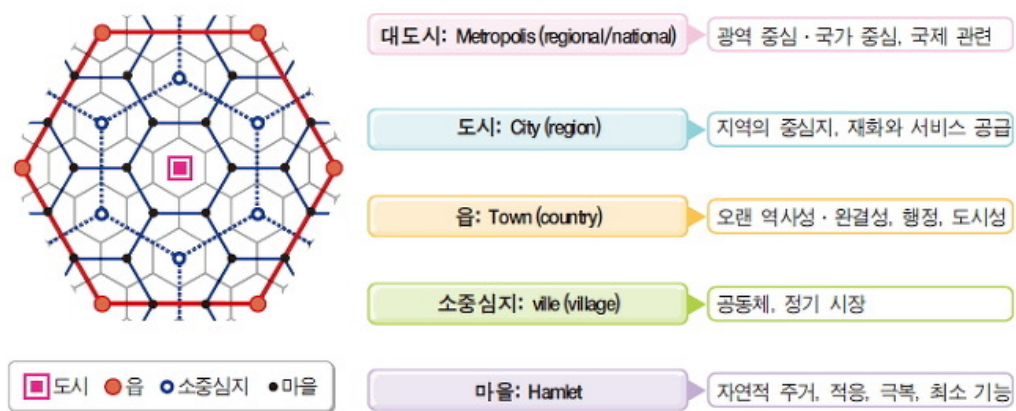 대도시: Metropolis (regional/national)
광역 중심 · 국가 중심, 국제 관련
도시: City (region)
지역의 중심지, 재화와 서비스 공급
읍: Town (country)
오랜 역사성 · 완결성, 행정, 도시성
소중심지: ville (village)
공동체, 정기 시장
마을: Hamlet
자연적 주거, 적응, 극복, 최소 기능
도시 읍 소중심지 마을